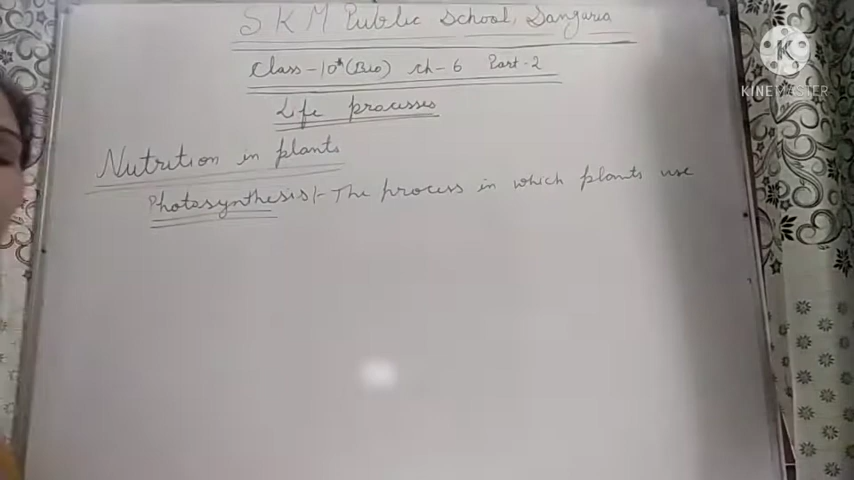 S K M Public School, Sangaria
Class - 10th (Bio) ch - 6 Part - 2
Life processes
Nutrition in plants
Photosynthesis :- The process in which plants use
K
KINEMASTER